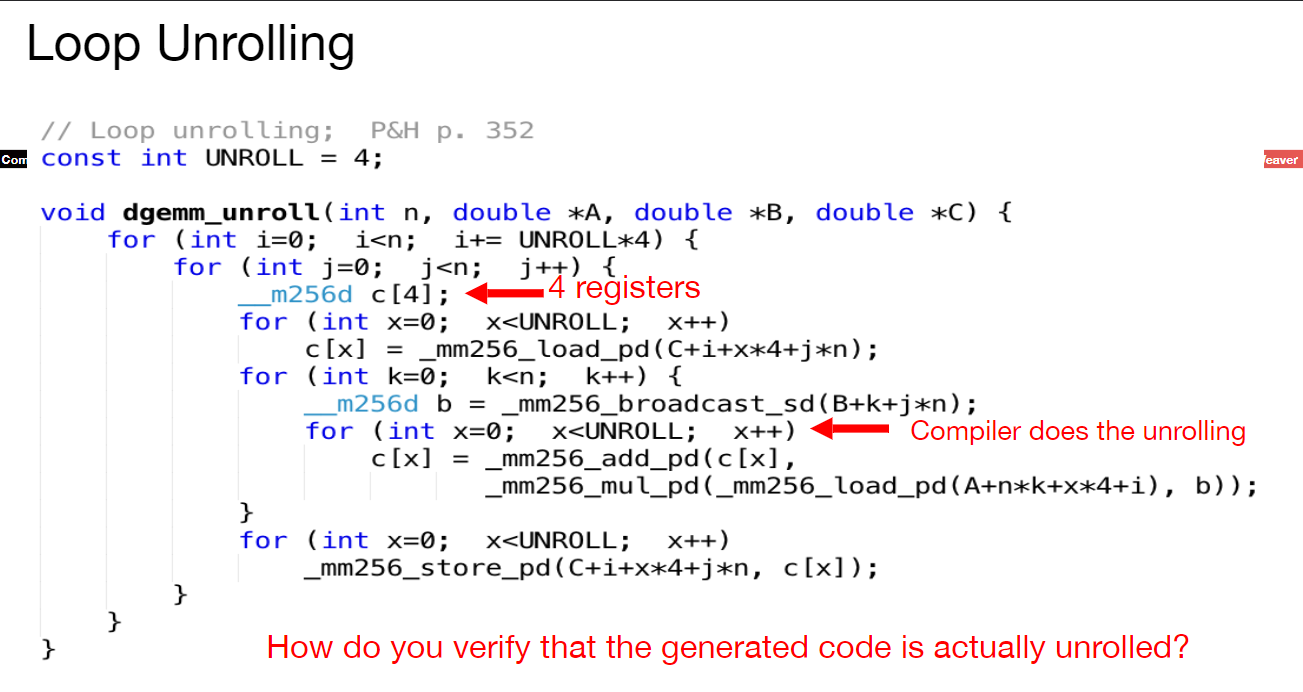 Loop Unrolling
// Loop unrolling;  P&H p. 352
Com
const int UNROLL = 4;
eaver
void dgemm_unroll(int n, double *A, double *B, double *C) {
for (int i=0;  i<n;  i+= UNROLL*4) {
for (int j=0;  j<n;  j++) {
__m256d c[4];
4 registers
for (int x=0;  x<UNROLL;  x++)
c[x] = _mm256_load_pd(C+i+x*4+j*n);
for (int k=0;  k<n;  k++) {
__m256d b = _mm256_broadcast_sd(B+k+j*n);
for (int x=0;  x<UNROLL;  x++)
Compiler does the unrolling
c[x] = _mm256_add_pd(c[x],
_mm256_mul_pd(_mm256_load_pd(A+n*k+x*4+i), b));
}
for (int x=0;  x<UNROLL;  x++)
_mm256_store_pd(C+i+x*4+j*n, c[x]);
}
}
}
How do you verify that the generated code is actually unrolled?